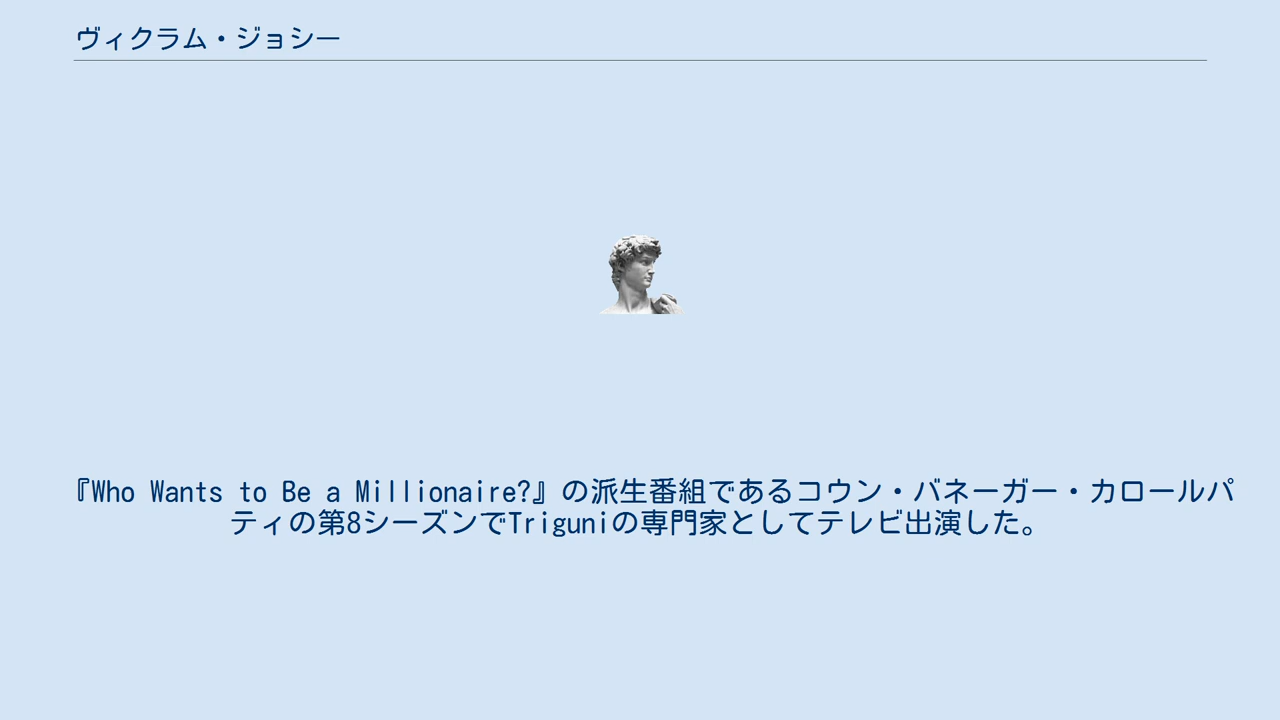 ヴィクラム・ジョシー
『Who Wants to Be a Millionaire?』の派生番組であるコウン・バネーガー・カロールパ
ティの第8シーズンでTriguniの専門家としてテレビ出演した。